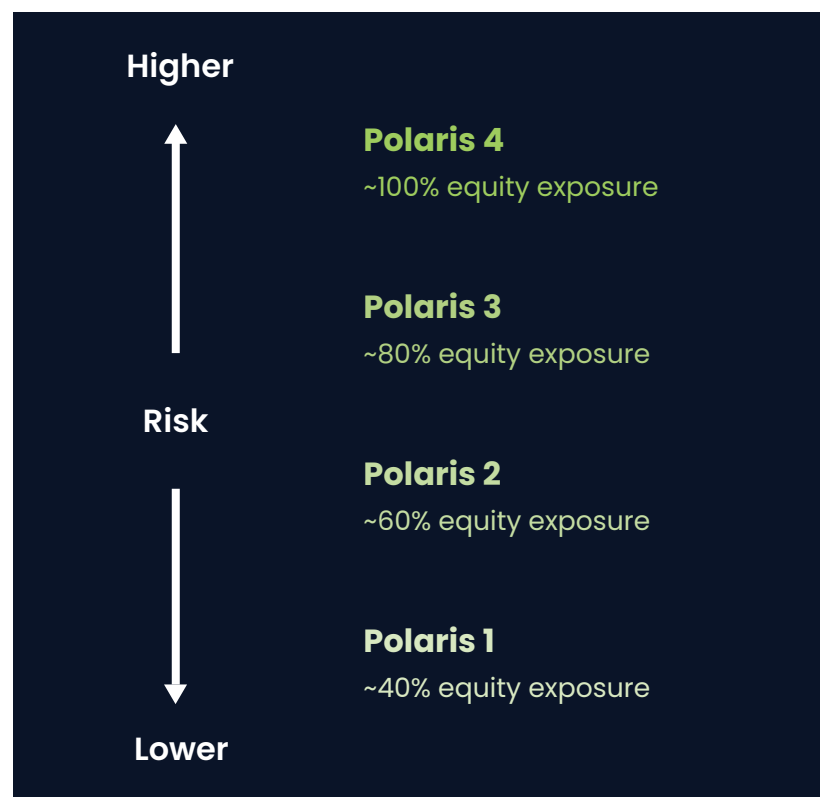 Higher
Polaris 4
~100% equity exposure
Polaris 3
~80% equity exposure
Risk
Polaris 2
~60% equity exposure
Polaris 1
~40% equity exposure
Lower